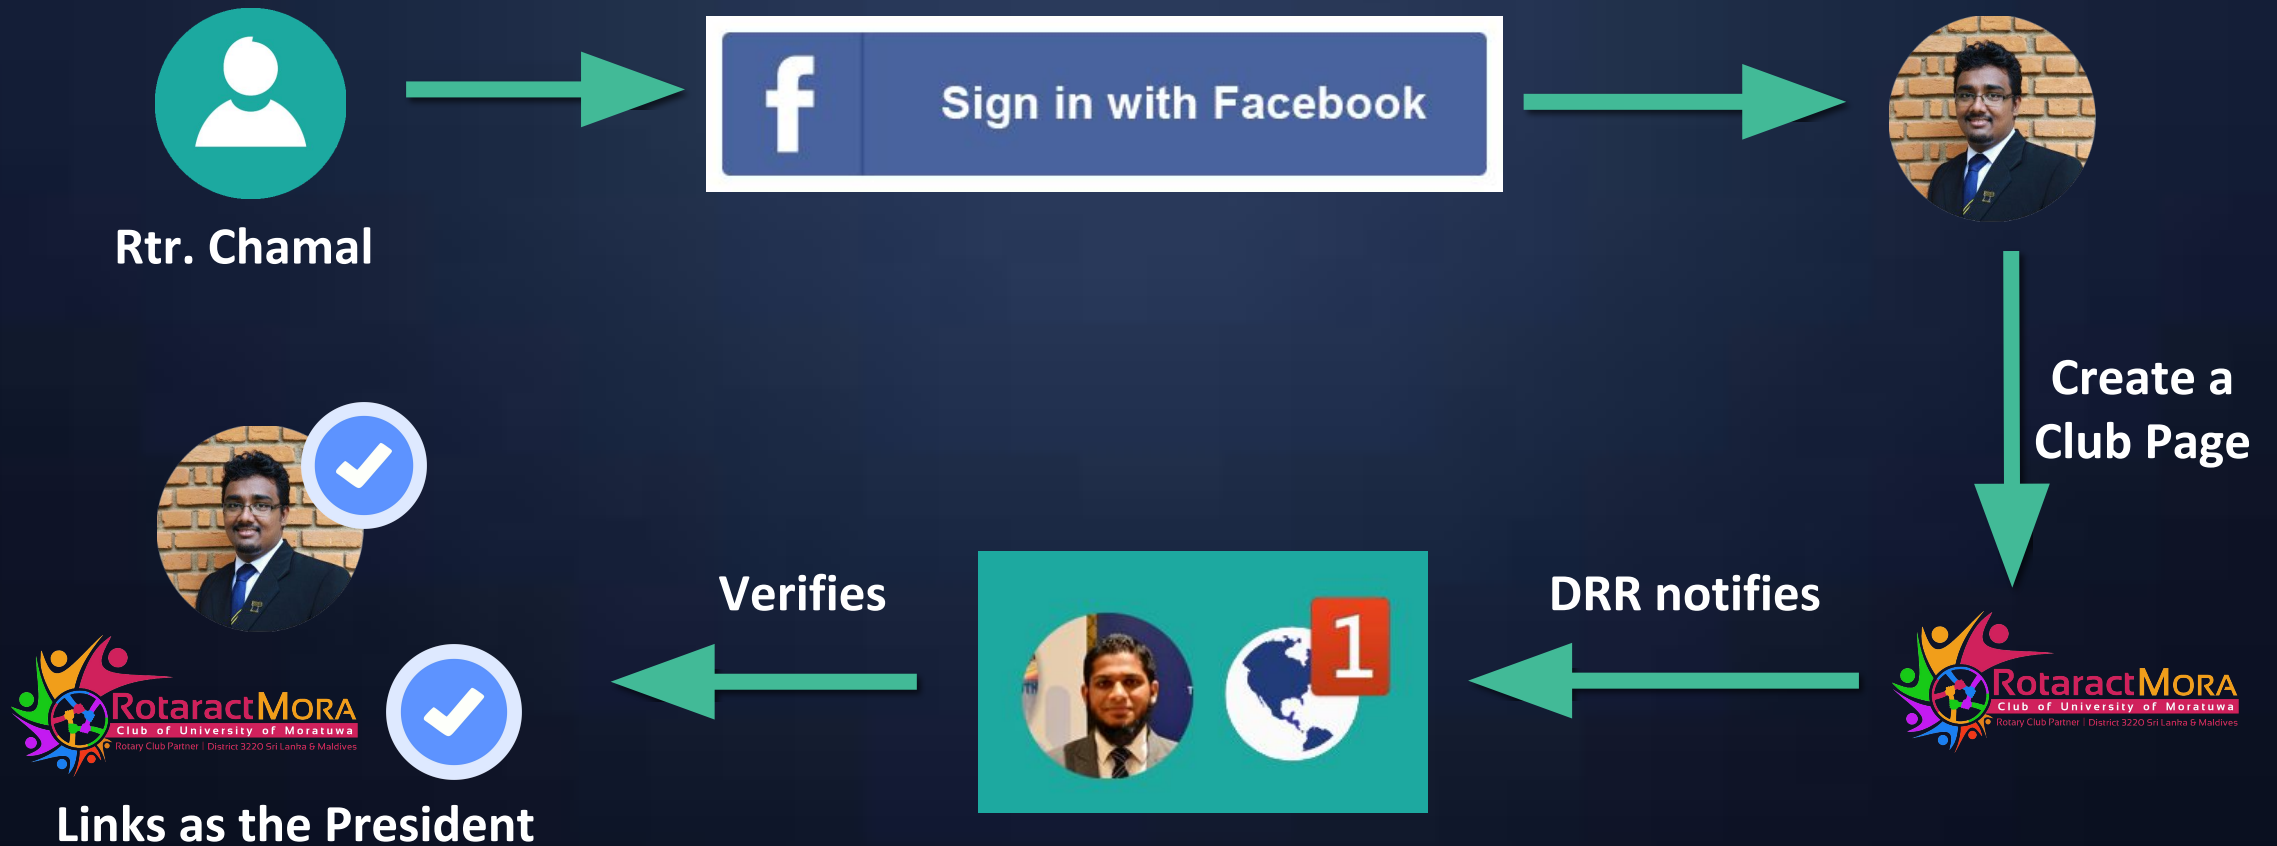 f
Sign in with Facebook
Rtr. Chamal
Create a
Club Page
DRR notifies
1
Verifies
RotaractMORA
Club of University of Moratuwa
Rotary Club Partner | District 3220 Sri Lanka & Maldives
RotaractMORA
Club of University of Moratuwa
Rotary Club Partner | District 3220 Sri Lanka & Maldives
Links as the President